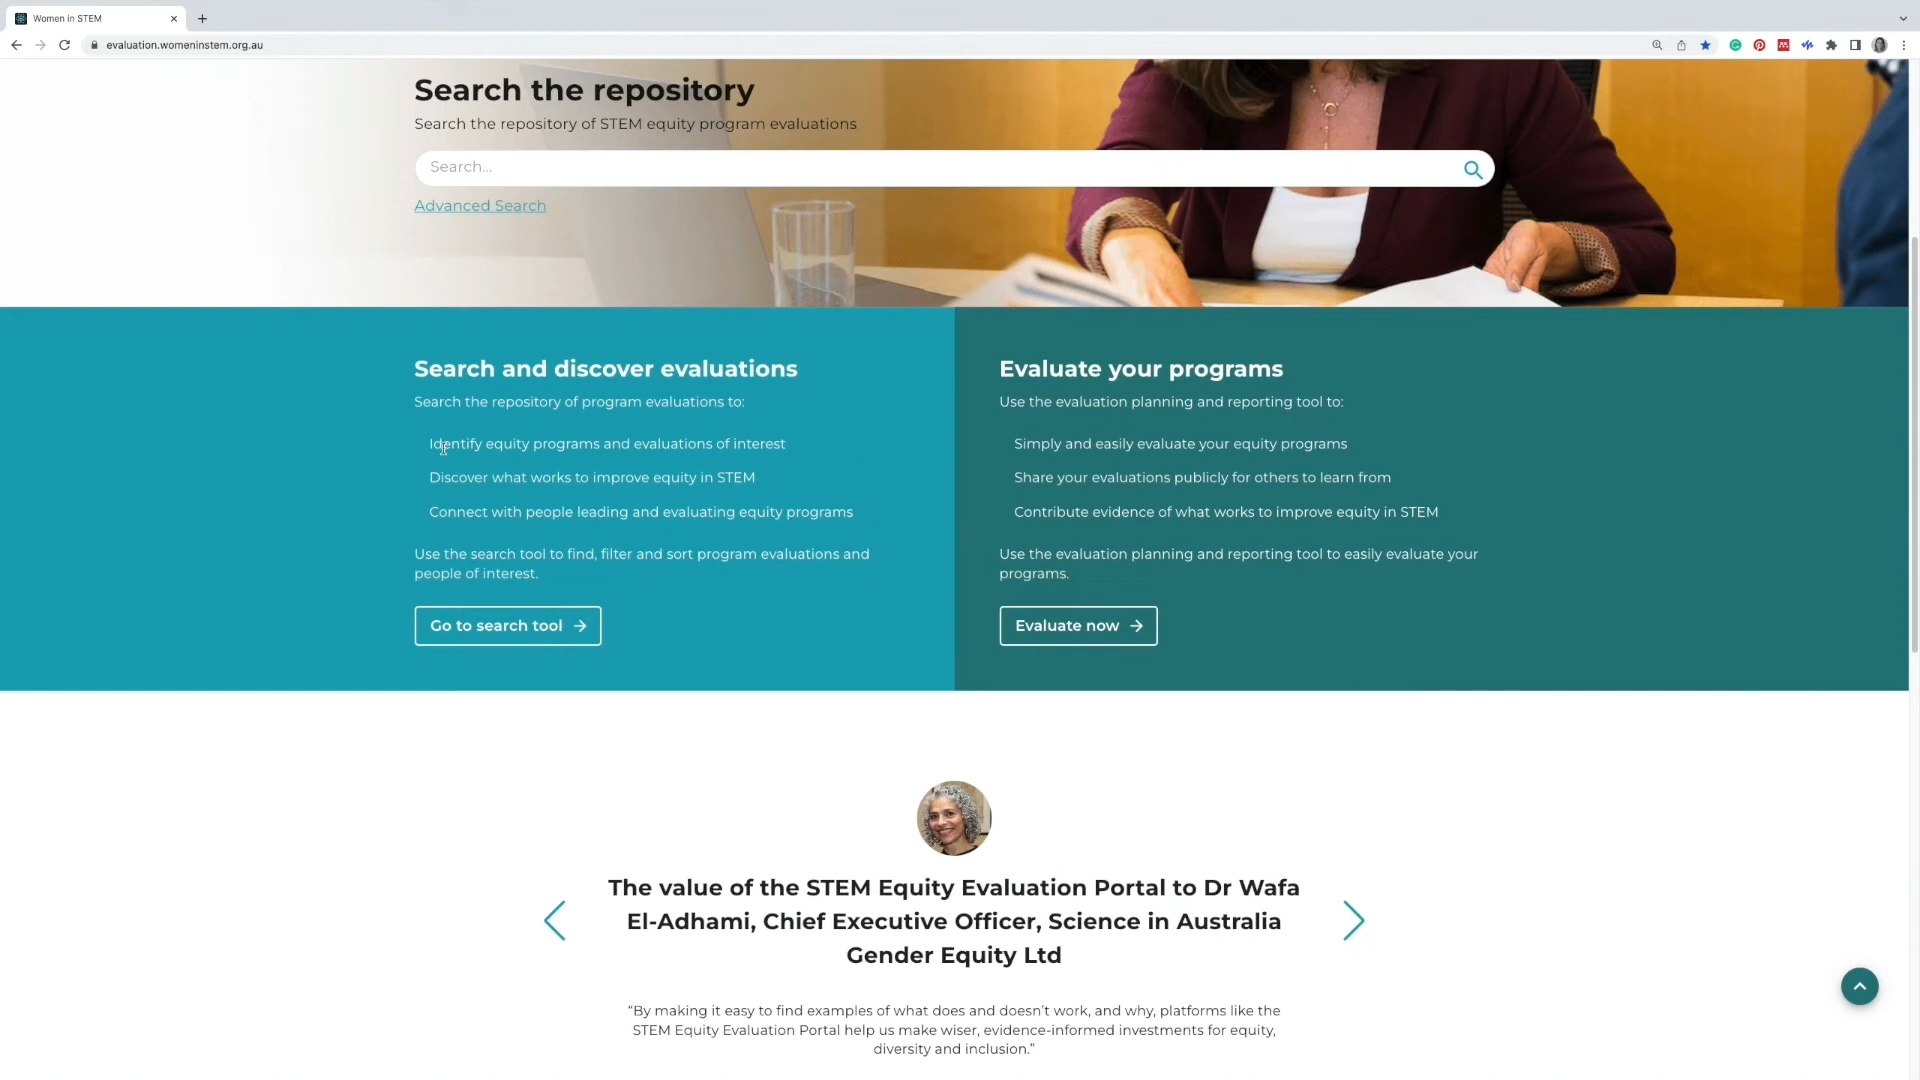 Women in STEM
evaluation.womeninstem.org.au
Search the repository
Search the repository of STEM equity program evaluations
Search...
Advanced Search
Search and discover evaluations
Search the repository of program evaluations to:
Identify equity programs and evaluations of interest
Discover what works to improve equity in STEM
Connect with people leading and evaluating equity programs
Use the search tool to find, filter and sort program evaluations and
people of interest.
Go to search tool
Evaluate your programs
Use the evaluation planning and reporting tool to:
Simply and easily evaluate your equity programs
Share your evaluations publicly for others to learn from
Contribute evidence of what works to improve equity in STEM
Use the evaluation planning and reporting tool to easily evaluate your
programs.
Evaluate now
The value of the STEM Equity Evaluation Portal to Dr Wafa
El-Adhami, Chief Executive Officer, Science in Australia
Gender Equity Ltd
“By making it easy to find examples of what does and doesn’t work, and why, platforms like the
STEM Equity Evaluation Portal help us make wiser, evidence-informed investments for equity,
diversity and inclusion.”